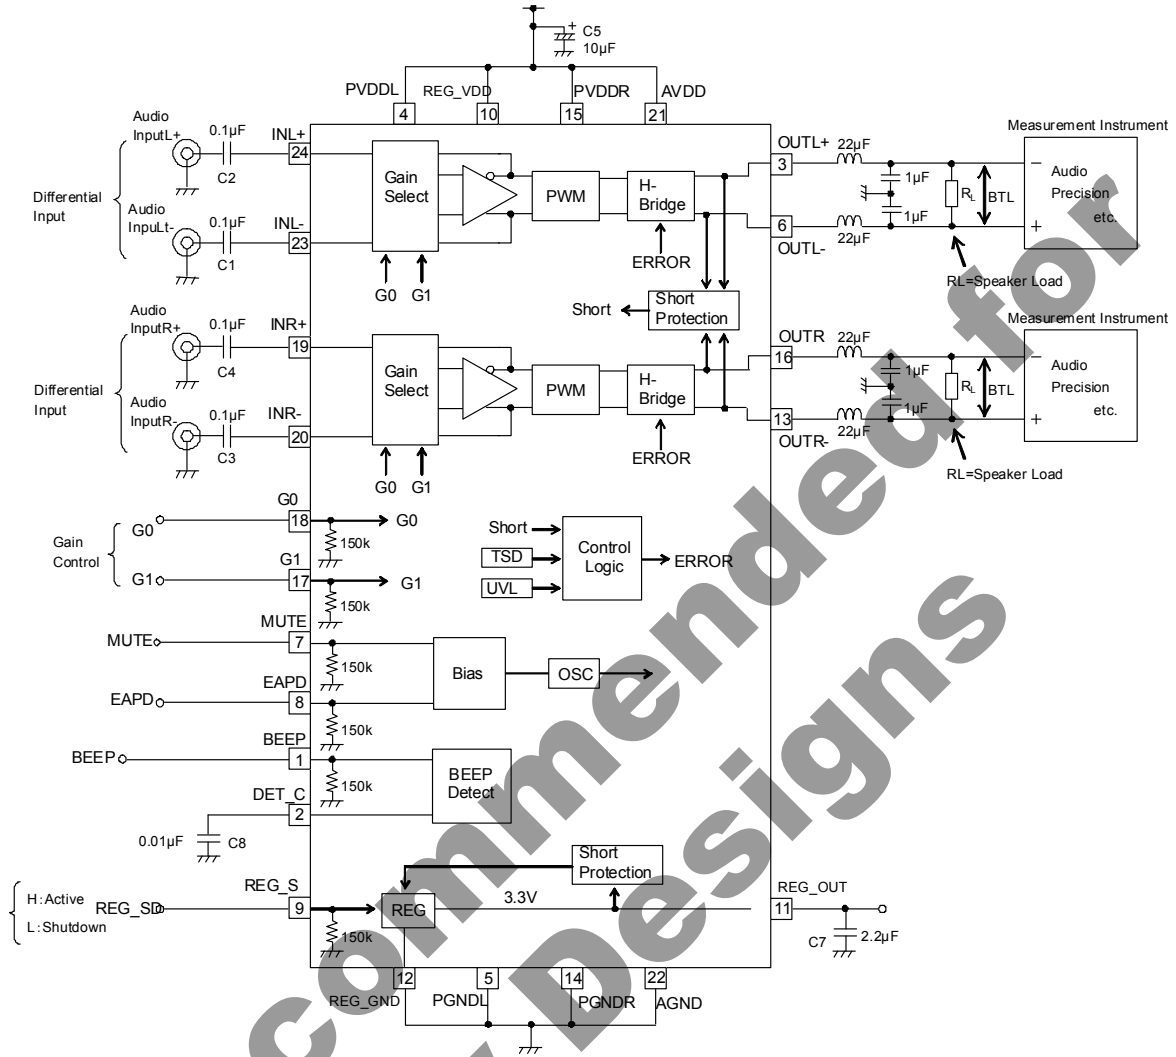 C5
10µF
PVDDL
REG_VDD
PVDDR
AVDD
4
10
15
21
Audio
InputL+
0.1µF
INL+
24
C2
Differential
Input
Audio
InpuLt-
0.1µF
INL-
23
C1
Gain
Select
PWM
H-
Bridge
G0
G1
ERROR
OUTL+
3
22µF
1µF
1µF
RL
BTL
6
OUTL-
22µF
Measurement Instrument
−
Audio
Precision
etc.
+
RL=Speaker Load
Short
Short
Protection
Audio
InputR+
0.1µF
INR+
19
C4
Differential
Input
Audio
InputR-
0.1µF
INR-
20
C3
Gain
Select
PWM
H-
Bridge
G0
G1
ERROR
OUTR
16
22µF
1µF
1µF
RL
BTL
13
OUTR-
22µF
Measurement Instrument
−
Audio
Precision
etc.
+
RL=Speaker Load
Gain
Control
G0
G0
18
G0
150k
G1
G1
17
G1
150k
Short
TSD
UVL
Control
Logic
ERROR
MUTE
MUTE
7
150k
EAPD
EAPD
8
150k
Bias
OSC
BEEP
BEEP
1
150k
BEEP
Detect
DET_C
2
0.01µF
C8
H:Active
L:Shutdown
REG_SD
REG_S
9
150k
REG
3.3V
Short
Protection
REG_OUT
11
C7
2.2µF
12
5
14
22
REG_GND
PGNDL
PGNDR
AGND
commended for
Designs